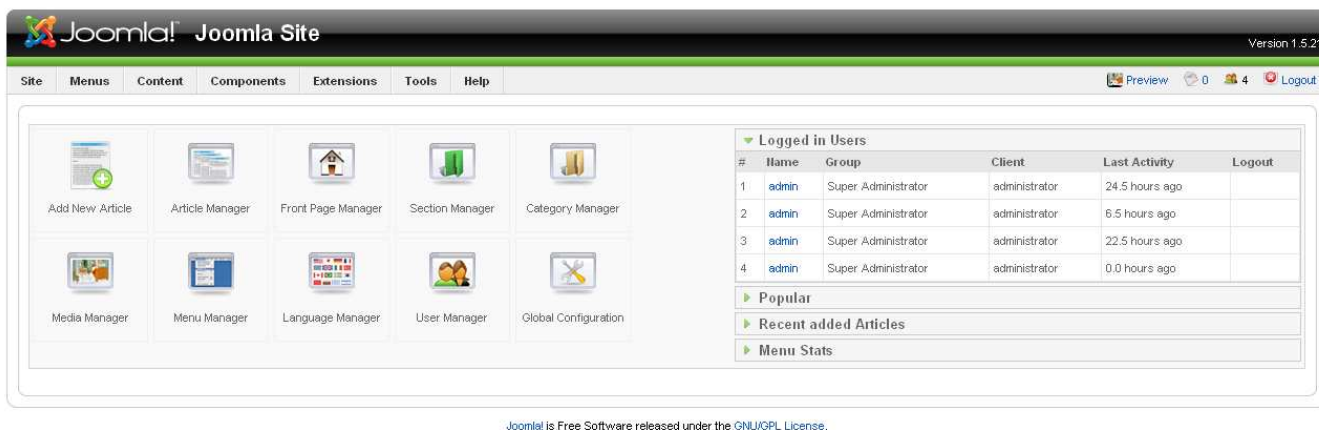 Joomla! Joomla Site
Version 1.5.21
Site Menus Content Components Extensions Tools Help Preview 0 4 Logout
Add New Article Article Manager Front Page Manager Section Manager Category Manager
Media Manager Menu Manager Language Manager User Manager Global Configuration
Logged in Users
# Name Group Client Last Activity Logout
1 admin Super Administrator administrator 24.5 hours ago
2 admin Super Administrator administrator 6.5 hours ago
3 admin Super Administrator administrator 22.5 hours ago
4 admin Super Administrator administrator 0.0 hours ago
Popular
Recent added Articles
Menu Stats
Joomla! is Free Software released under the GNU/GPL License.